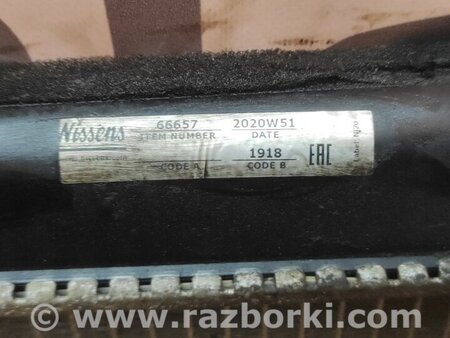 Nissens 66657 2020W51
ITEM NUMBER DATE
1918 EAC
CODE A CODE B
www.razborki.com